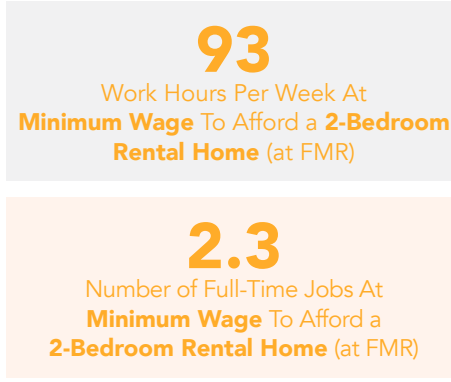 93
Work Hours Per Week At
Minimum Wage To Afford a 2-Bedroom
Rental Home (at FMR)
2.3
Number of Full-Time Jobs At
Minimum Wage To Afford a
2-Bedroom Rental Home (at FMR)